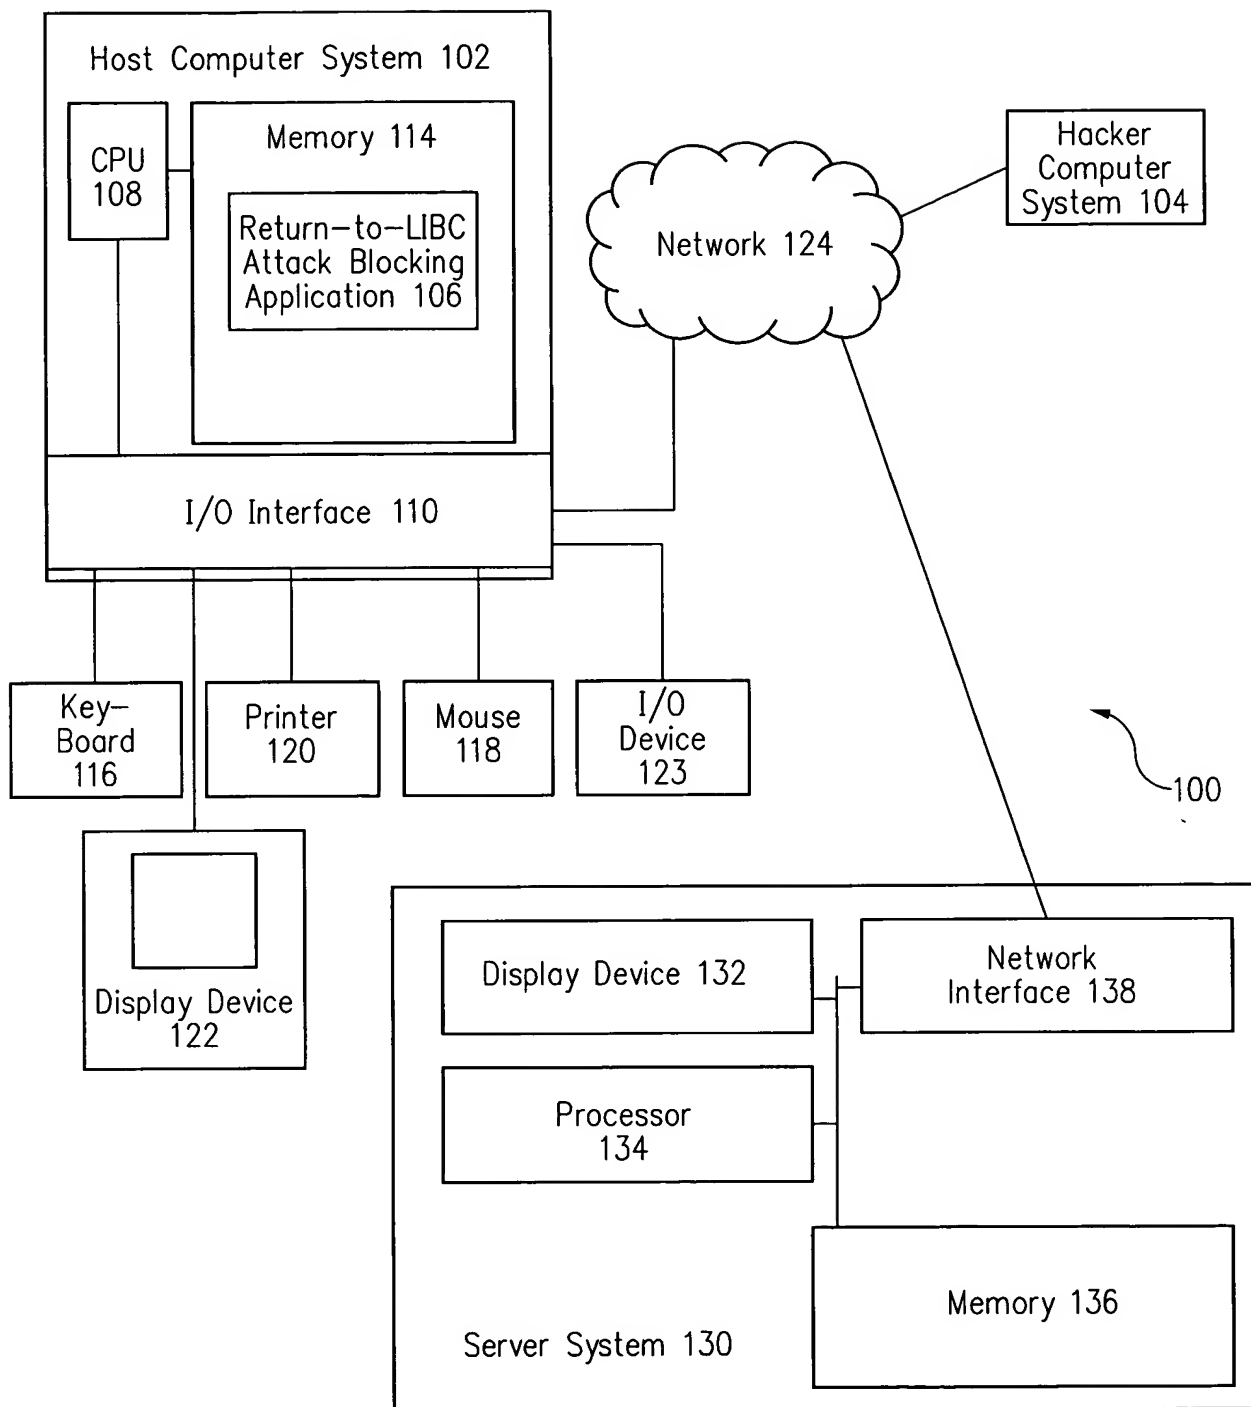 Host Computer System 102
CPU
108
Memory 114
Return-to-LIBC
Attack Blocking
Application 106
I/O Interface 110
Network 124
Hacker
Computer
System 104
Key-
Board
116
Printer
120
Mouse
118
I/O
Device
123
Display Device
122
100
Display Device 132
Network
Interface 138
Processor
134
Memory 136
Server System 130